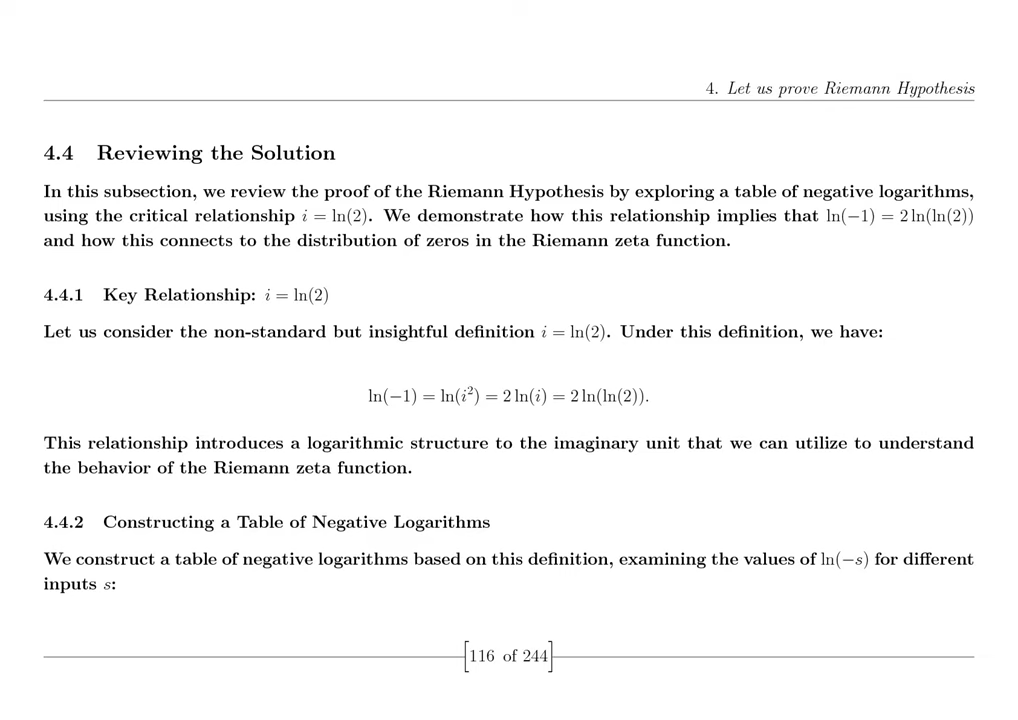 4. Let us prove Riemann Hypothesis
4.4 Reviewing the Solution
In this subsection, we review the proof of the Riemann Hypothesis by exploring a table of negative logarithms,
using the critical relationship i = ln(2). We demonstrate how this relationship implies that ln(−1) = 2 ln(ln(2))
and how this connects to the distribution of zeros in the Riemann zeta function.
4.4.1 Key Relationship: i = ln(2)
Let us consider the non-standard but insightful definition i = ln(2). Under this definition, we have:
ln(−1) = ln(i²) = 2 ln(i) = 2 ln(ln(2)).
This relationship introduces a logarithmic structure to the imaginary unit that we can utilize to understand
the behavior of the Riemann zeta function.
4.4.2 Constructing a Table of Negative Logarithms
We construct a table of negative logarithms based on this definition, examining the values of ln(−s) for different
inputs s:
[116 of 244]